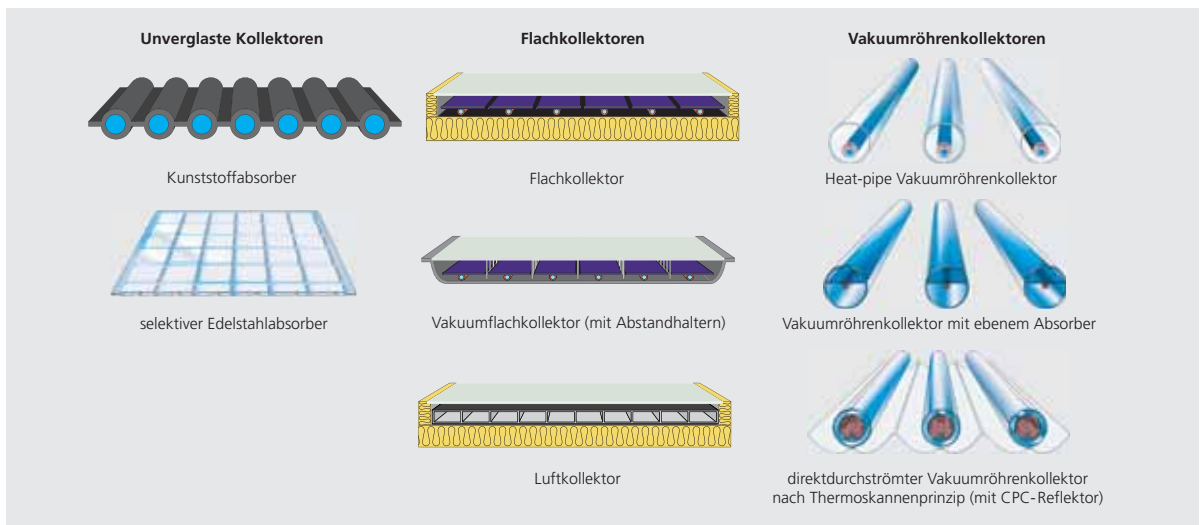 Unverglaste Kollektoren
Kunststoffabsorber
selektiver Edelstahlabsorber
Flachkollektoren
Flachkollektor
Vakuumflachkollektor (mit Abstandhaltern)
Luftkollektor
Vakuumröhrenkollektoren
Heat-pipe Vakuumröhrenkollektor
Vakuumröhrenkollektor mit ebenem Absorber
direktdurchströmter Vakuumröhrenkollektor
nach Thermoskannenprinzip (mit CPC-Reflektor)